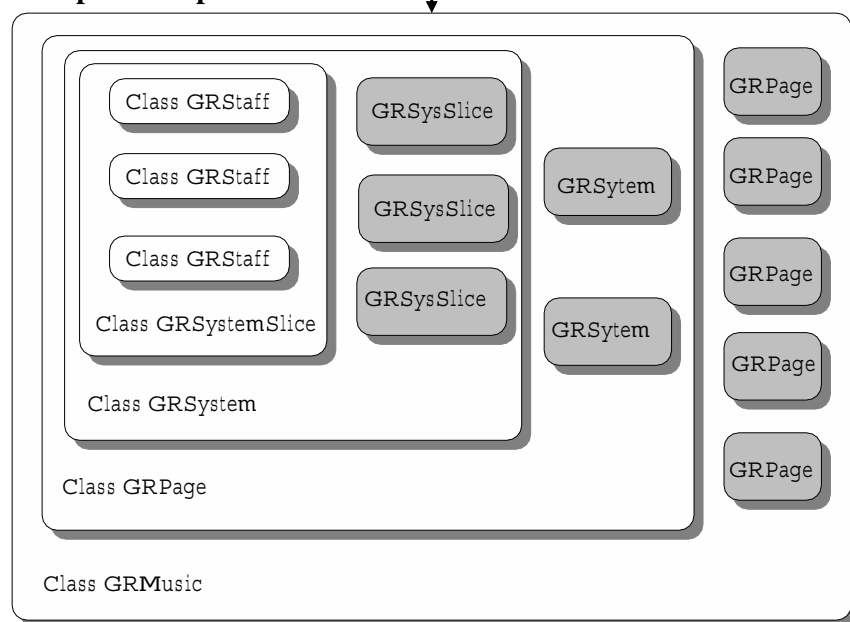 Class GRStaff
Class GRStaff
Class GRStaff
Class GRSystemSlice
GRSysSlice
GRSysSlice
GRSysSlice
Class GRSystem
GRSytem
GRSytem
Class GRPage
GRPage
GRPage
GRPage
GRPage
GRPage
Class GRMusic